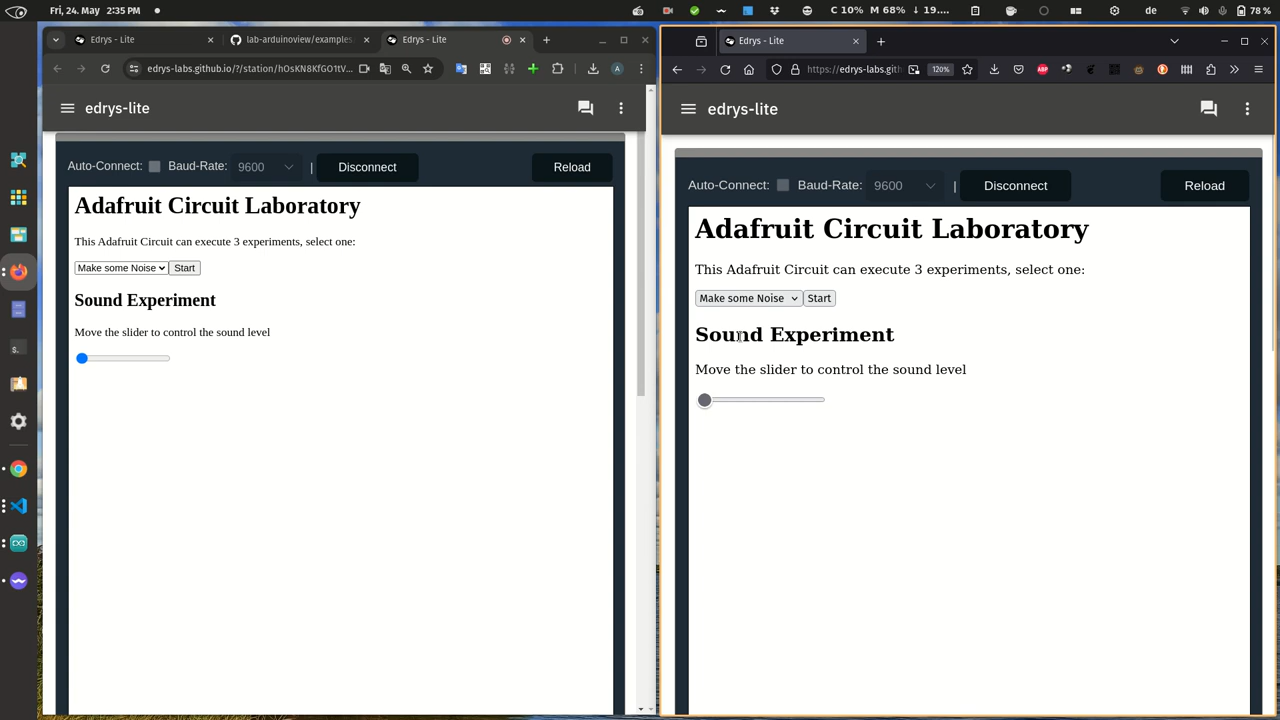 Fri, 24. May 2:35 PM
C 10% M 68% ↓ 19....
de
78 %
Edrys - Lite
lab-arduinoview/examples
Edrys - Lite
https://edrys-labs.github.io/?/station/hOsKN8KfGO1tV...
A
edrys-lite
Auto-Connect: Baud-Rate: 9600 | Disconnect Reload
Adafruit Circuit Laboratory
This Adafruit Circuit can execute 3 experiments, select one:
Make some Noise Start
Sound Experiment
Move the slider to control the sound level
Edrys - Lite
https://edrys-labs.gith
120%
ABP
edrys-lite
Auto-Connect: Baud-Rate: 9600 | Disconnect Reload
Adafruit Circuit Laboratory
This Adafruit Circuit can execute 3 experiments, select one:
Make some Noise Start
Sound Experiment
Move the slider to control the sound level